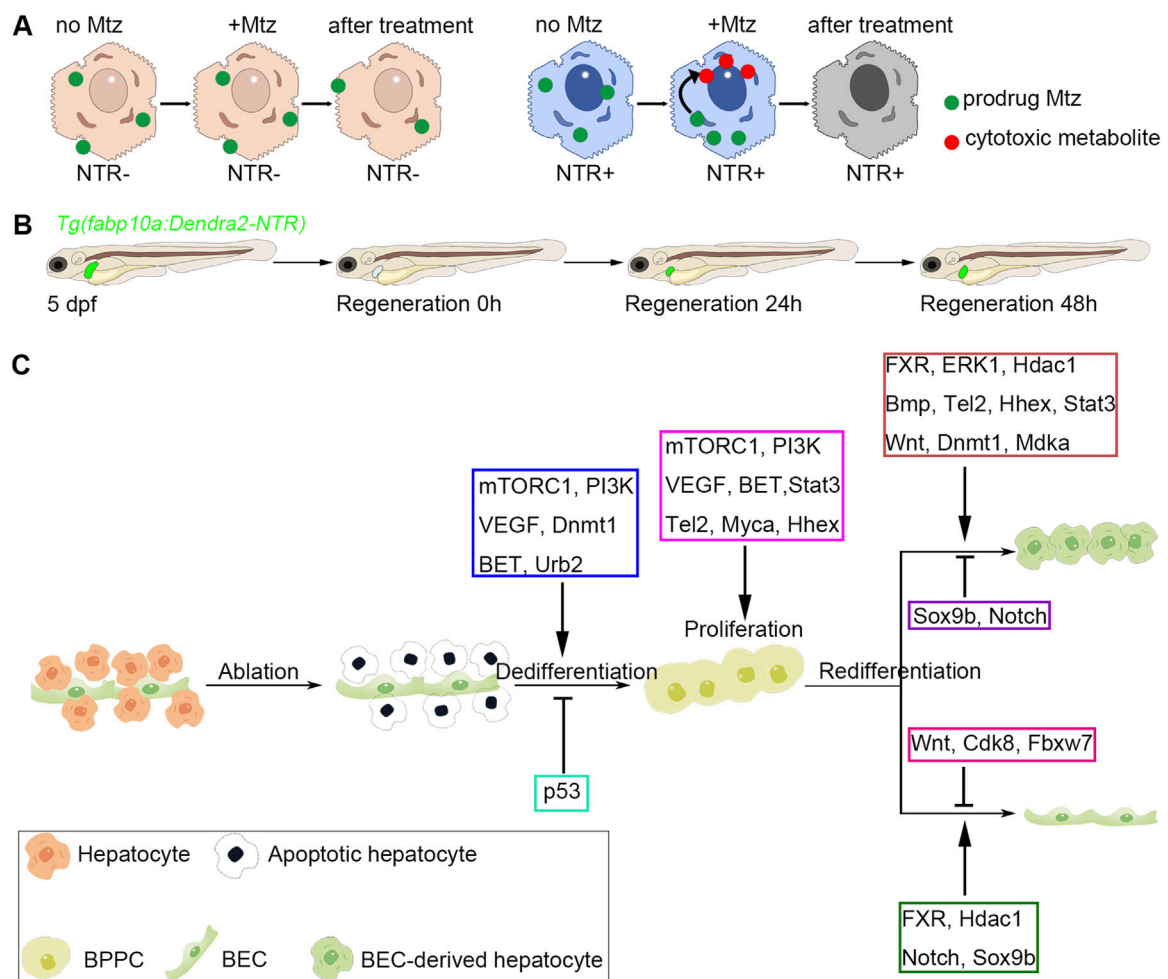 A
no Mtz
+Mtz
after treatment
no Mtz
+Mtz
after treatment
NTR-
NTR-
NTR-
NTR+
NTR+
NTR+
prodrug Mtz
cytotoxic metabolite
B
Tg(fabp10a:Dendra2-NTR)
5 dpf
Regeneration 0h
Regeneration 24h
Regeneration 48h
C
FXR, ERK1, Hdac1
Bmp, Tel2, Hhex, Stat3
Wnt, Dnmt1, Mdka
mTORC1, PI3K
VEGF, BET,Stat3
Tel2, Myca, Hhex
mTORC1, PI3K
VEGF, Dnmt1
BET, Urb2
Sox9b, Notch
Proliferation
Ablation
Dedifferentiation
Redifferentiation
Wnt, Cdk8, Fbxw7
p53
FXR, Hdac1
Notch, Sox9b
Hepatocyte
Apoptotic hepatocyte
BPPC
BEC
BEC-derived hepatocyte